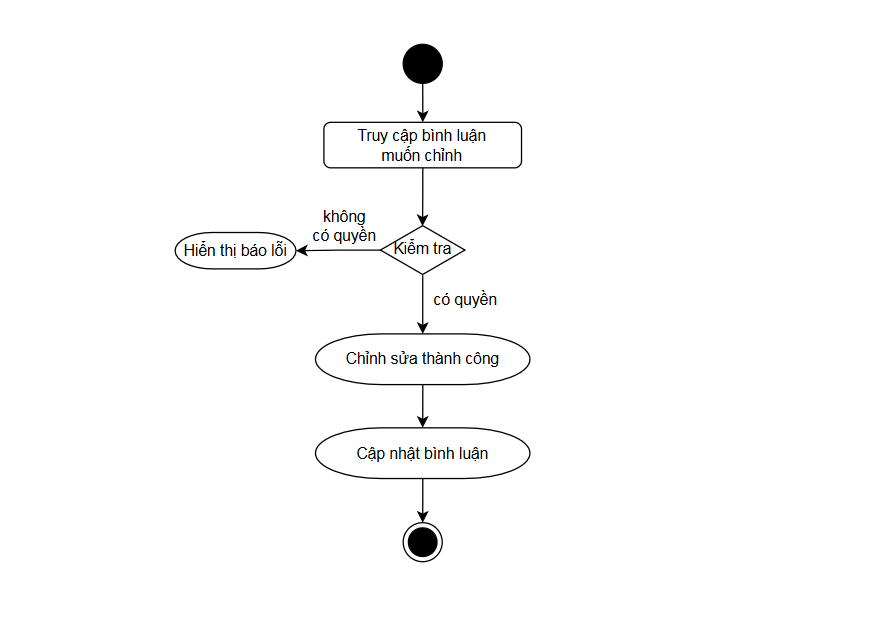 Truy cập bình luận
muốn chỉnh
không
có quyền
Hiển thị báo lỗi
Kiểm tra
có quyền
Chỉnh sửa thành công
Cập nhật bình luận